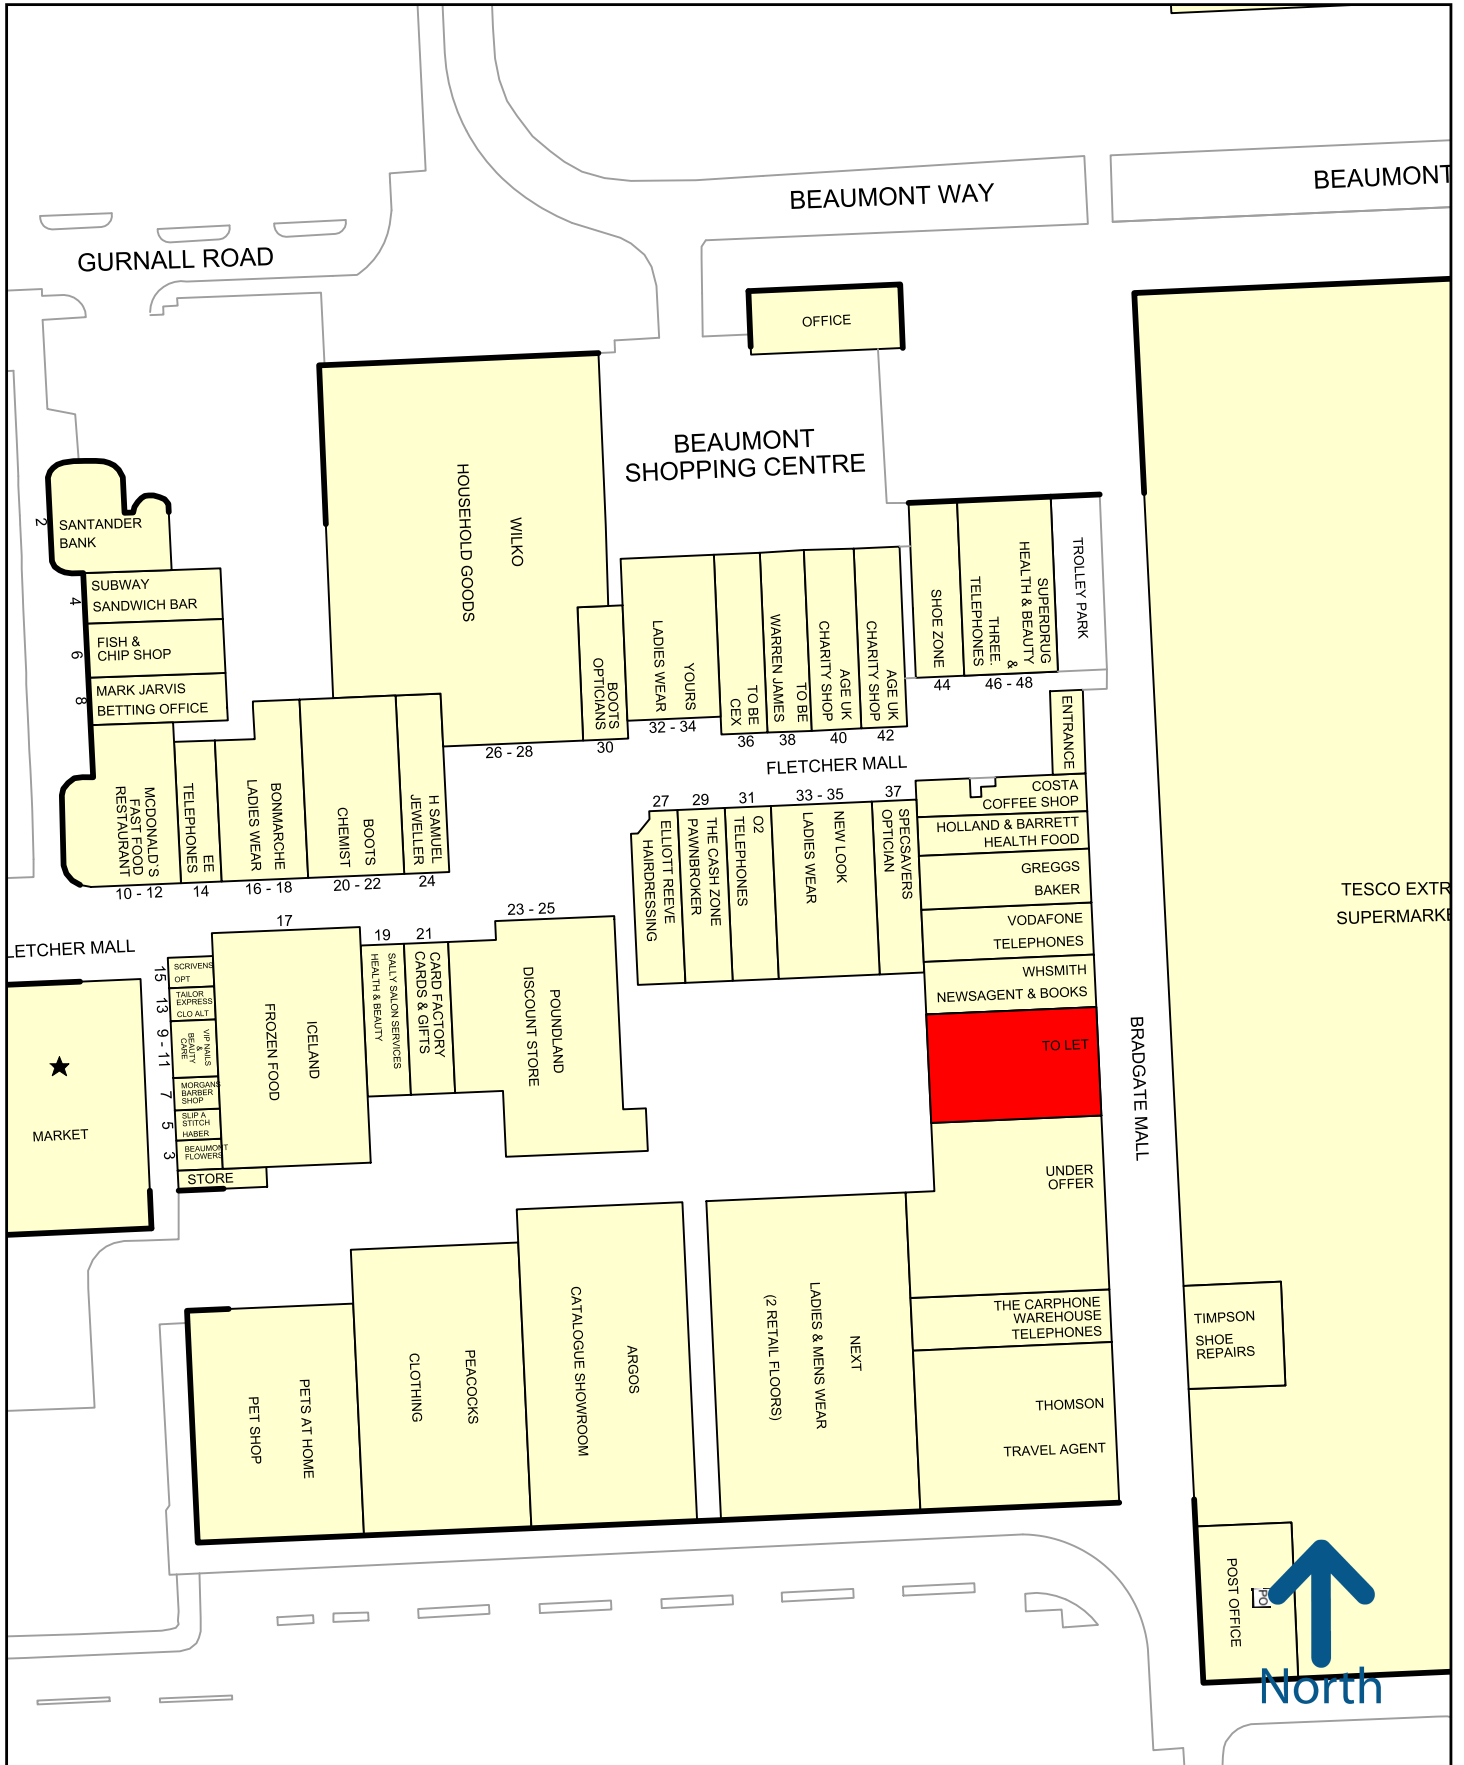 BEAUMONT WAY
BEAUMONT
GURNALL ROAD
OFFICE
BEAUMONT
SHOPPING CENTRE
2
SANTANDER
BANK
4
SUBWAY
SANDWICH BAR
6
FISH &
CHIP SHOP
8
MARK JARVIS
BETTING OFFICE
MCDONALD`S
FAST FOOD
RESTAURANT
10 - 12
EE
TELEPHONES
14
BONMARCHE
LADIES WEAR
16 - 18
BOOTS
CHEMIST
20 - 22
H SAMUEL
JEWELLER
24
WILKO
HOUSEHOLD GOODS
26 - 28
BOOTS
OPTICIANS
30
YOURS
LADIES WEAR
32 - 34
TO BE
CEX
36
TO BE
WARREN JAMES
38
AGE UK
CHARITY SHOP
40
AGE UK
CHARITY SHOP
42
SHOE ZONE
44
SUPERDRUG
HEALTH & BEAUTY
&
THREE.
TELEPHONES
46 - 48
TROLLEY PARK
ENTRANCE
FLETCHER MALL
27
ELLIOTT REEVE
HAIRDRESSING
29
THE CASH ZONE
PAWNBROKER
31
O2
TELEPHONES
33 - 35
NEW LOOK
LADIES WEAR
37
SPECSAVERS
OPTICIAN
COSTA
COFFEE SHOP
HOLLAND & BARRETT
HEALTH FOOD
GREGGS
BAKER
VODAFONE
TELEPHONES
WHSMITH
NEWSAGENT & BOOKS
TO LET
UNDER
OFFER
THE CARPHONE
WAREHOUSE
TELEPHONES
THOMSON
TRAVEL AGENT
BRADGATE MALL
TESCO EXTR
SUPERMARKE
TIMPSON
SHOE
REPAIRS
POST OFFICE
PO
North
LETCHER MALL
MARKET
15
SCRIVENS
OPT
13
TAILOR
EXPRESS
CLO ALT
9 - 11
VIP NAILS
&
BEAUTY
CARE
7
MORGANS
BARBER
SHOP
5
SLIP A
STITCH
HABER
3
BEAUMONT
FLOWERS
STORE
17
ICELAND
FROZEN FOOD
19
SALLY SALON SERVICES
HEALTH & BEAUTY
21
CARD FACTORY
CARDS & GIFTS
23 - 25
POUNDLAND
DISCOUNT STORE
PETS AT HOME
PET SHOP
PEACOCKS
CLOTHING
ARGOS
CATALOGUE SHOWROOM
NEXT
LADIES & MENS WEAR
(2 RETAIL FLOORS)